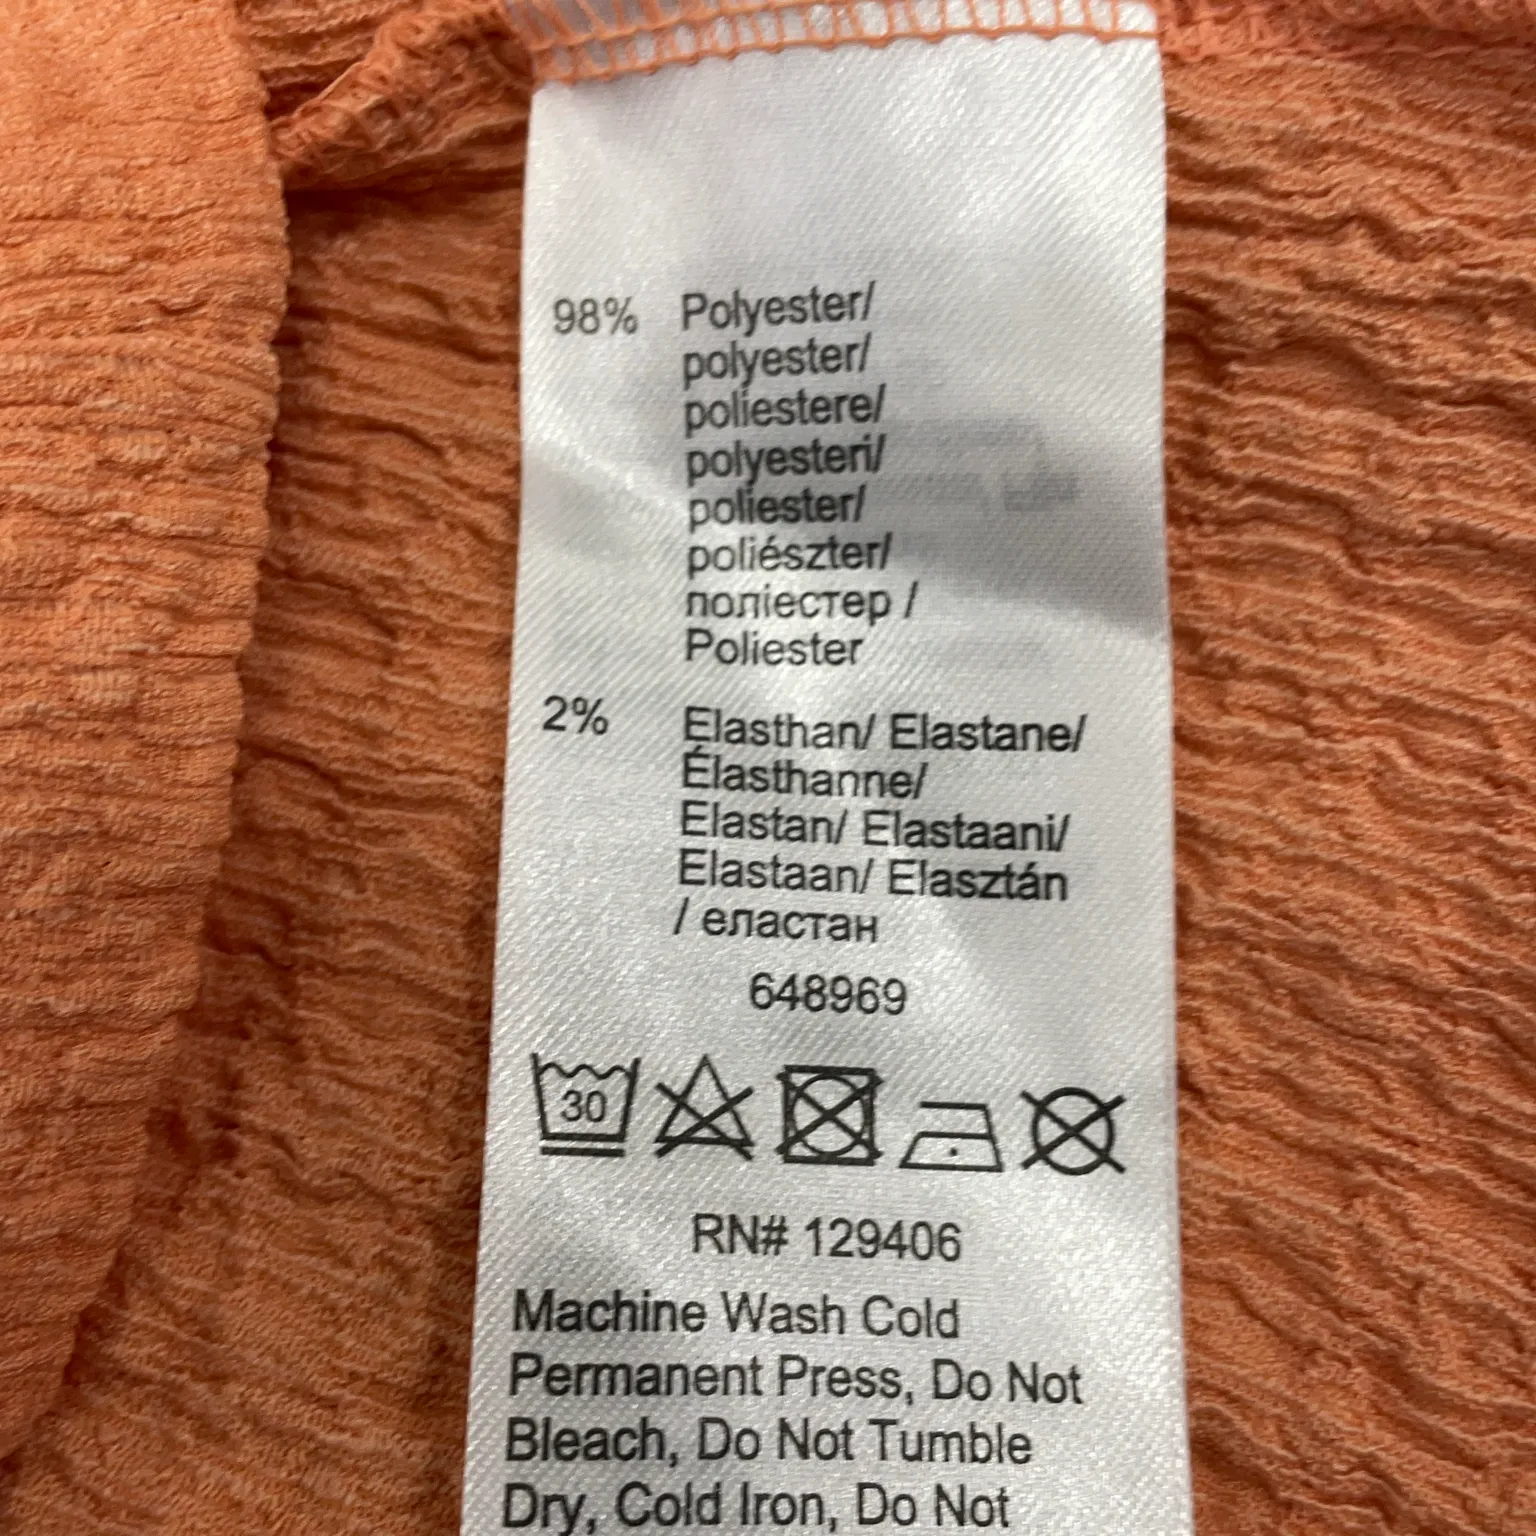 98% Polyester/
polyester/
poliestere/
polyesteri/
poliester/
poliészter/
поліестер /
Poliester
2% Elasthan/ Elastane/
Élasthanne/
Elastan/ Elastaani/
Elastaan/ Elasztán
/ еластан
648969
30
RN# 129406
Machine Wash Cold
Permanent Press, Do Not
Bleach, Do Not Tumble
Dry, Cold Iron, Do Not